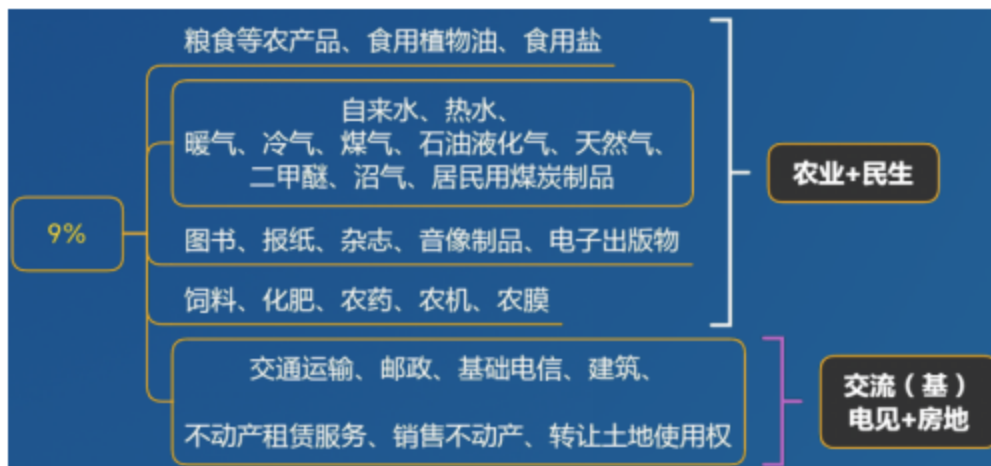 粮食等农产品、食用植物油、食用盐
自来水、热水、
暖气、冷气、煤气、石油液化气、天然气、
二甲醚、沼气、居民用煤炭制品
农业+民生
9%
图书、报纸、杂志、音像制品、电子出版物
饲料、化肥、农药、农机、农膜
交通运输、邮政、基础电信、建筑、
不动产租赁服务、销售不动产、转让土地使用权
交流（基）
电见+房地